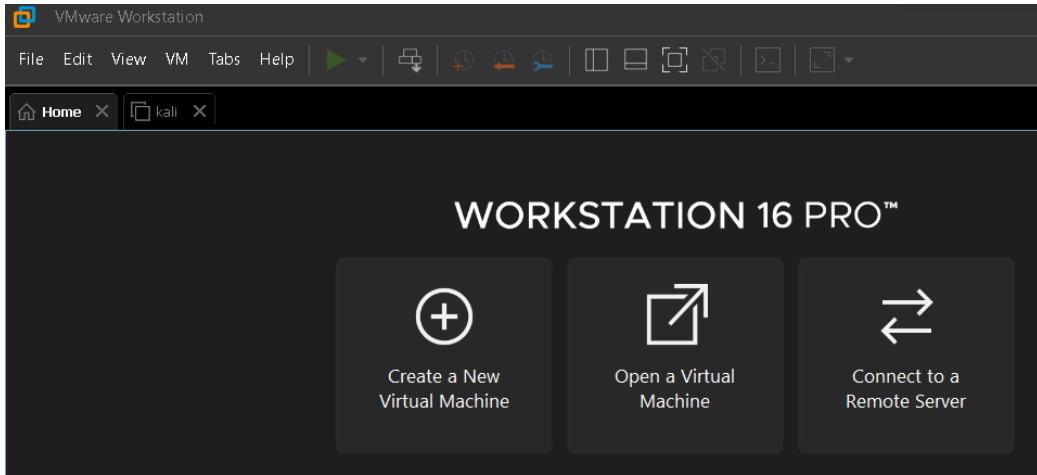 VMware Workstation
File Edit View VM Tabs Help
Home kali
WORKSTATION 16 PRO™
Create a New
Virtual Machine
Open a Virtual
Machine
Connect to a
Remote Server